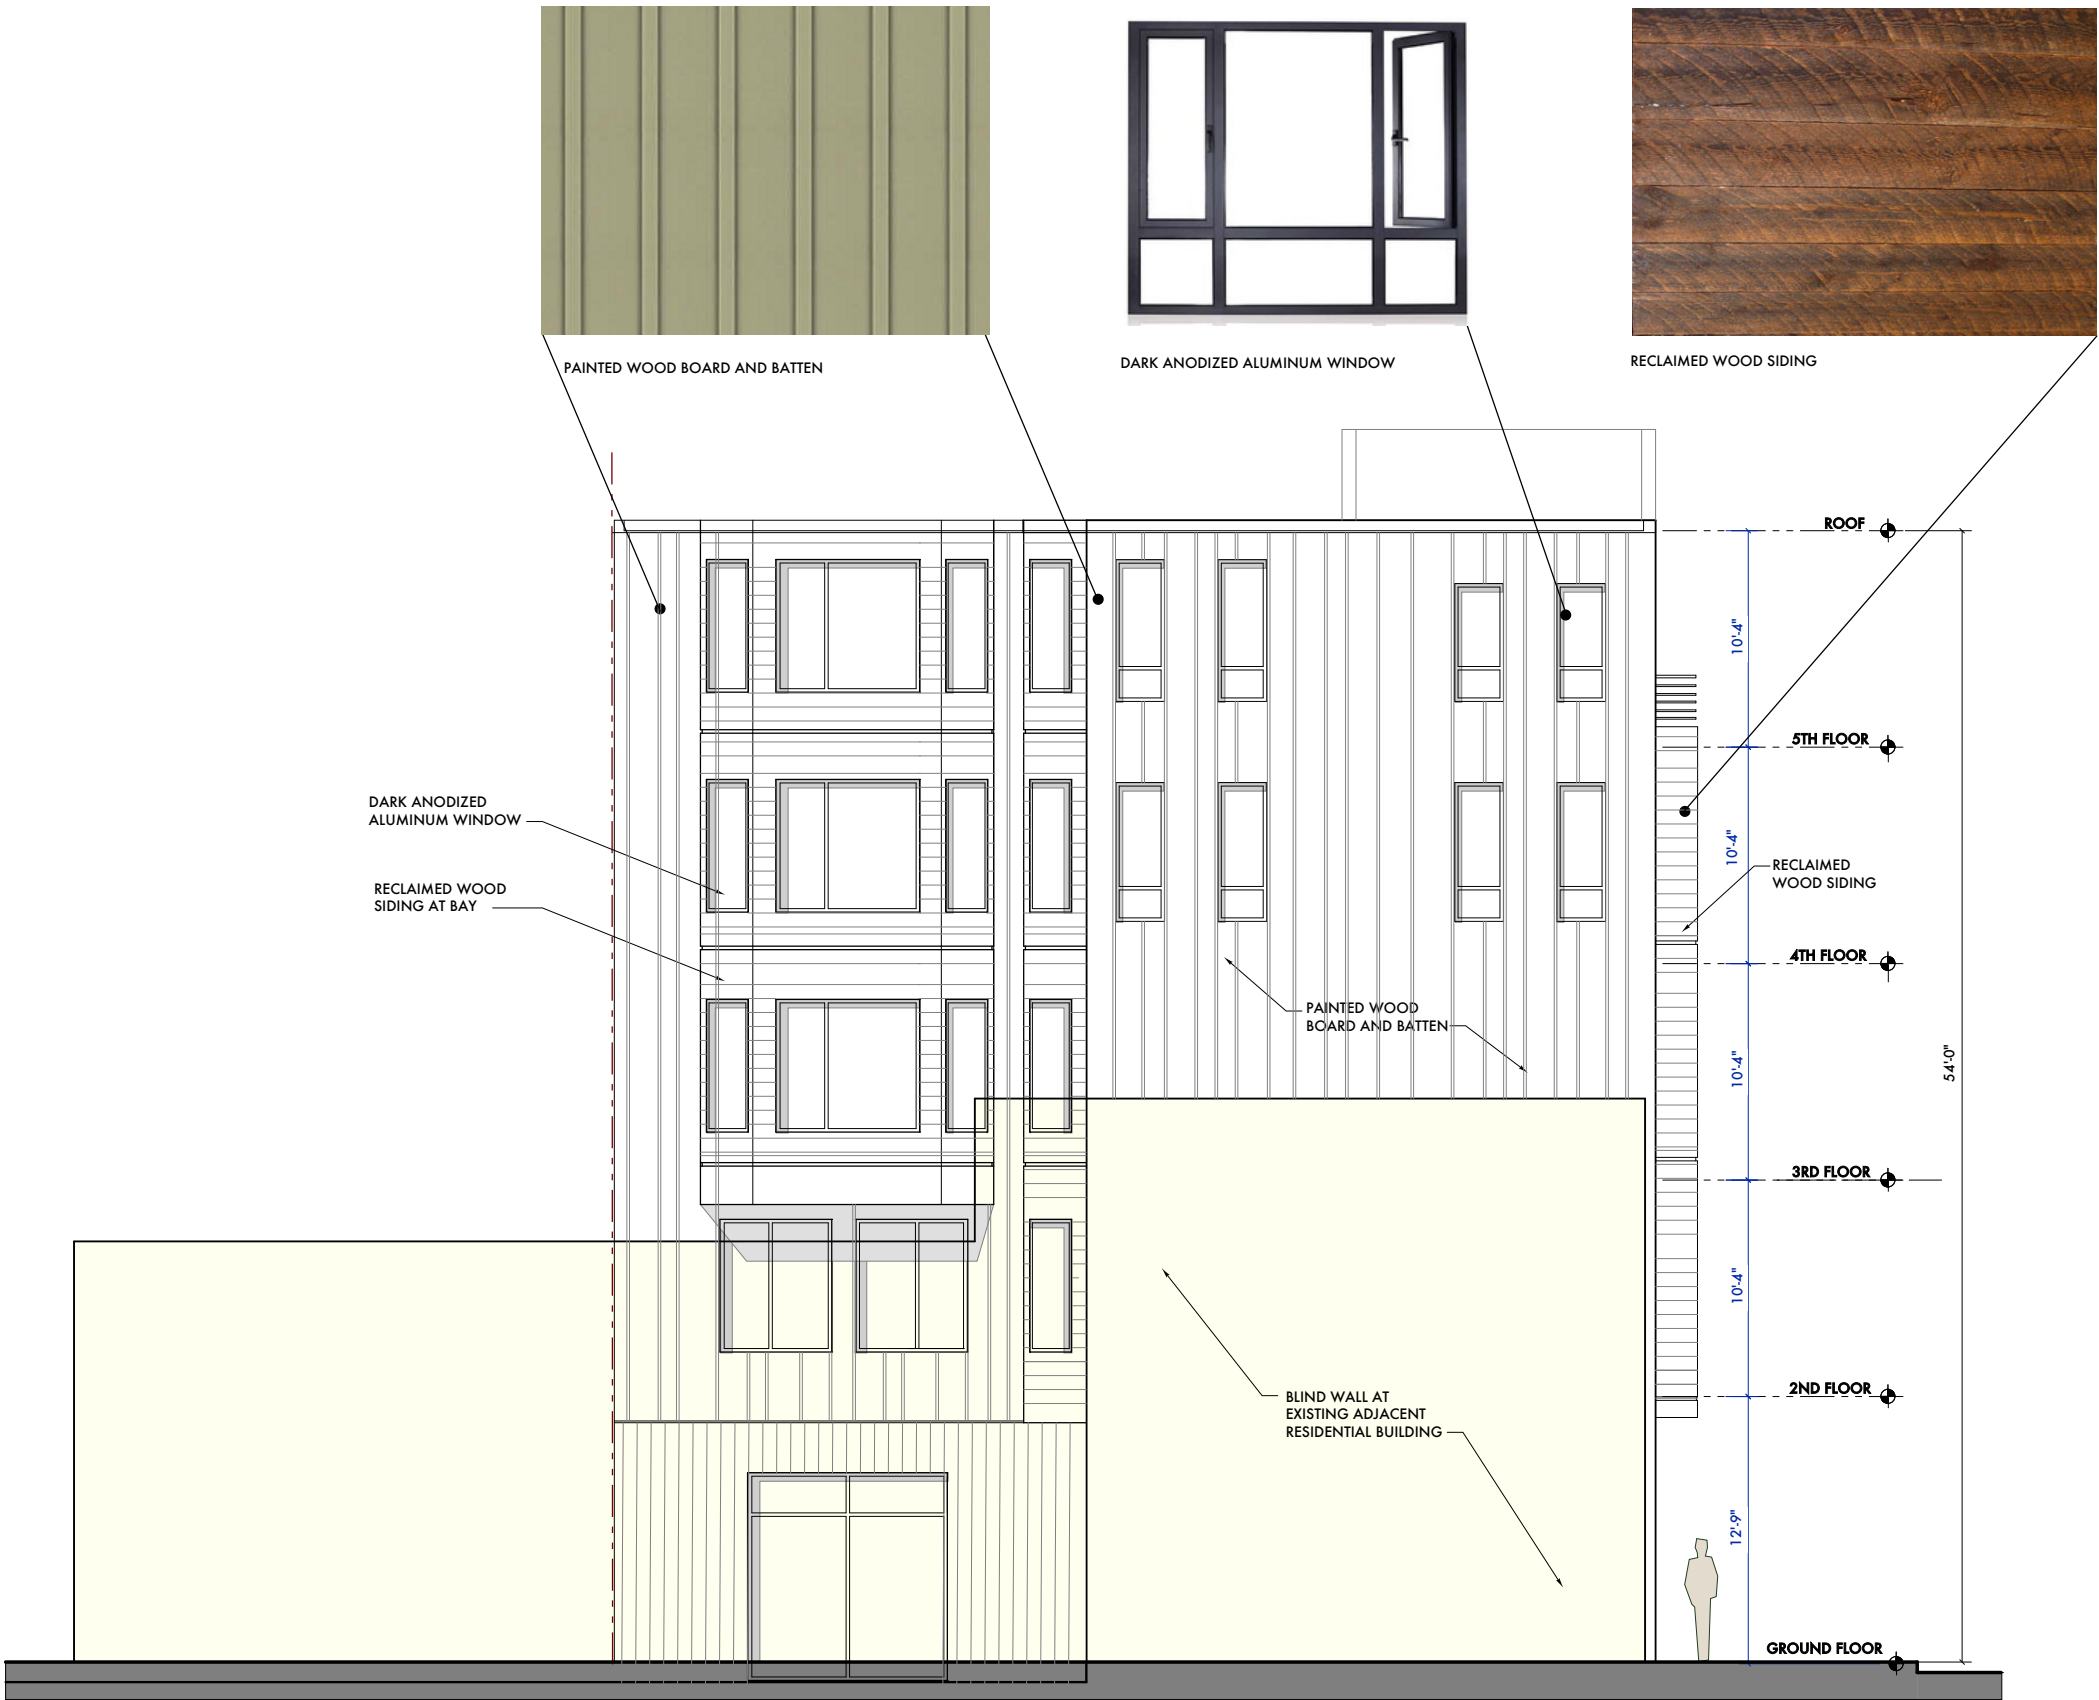 PAINTED WOOD BOARD AND BATTEN
DARK ANODIZED ALUMINUM WINDOW
RECLAIMED WOOD SIDING
ROOF
10'-4"
5TH FLOOR
DARK ANODIZED
ALUMINUM WINDOW
10'-4"
RECLAIMED
WOOD SIDING
RECLAIMED WOOD
SIDING AT BAY
4TH FLOOR
PAINTED WOOD
BOARD AND BATTEN
10'-4"
54'-0"
3RD FLOOR
10'-4"
2ND FLOOR
BLIND WALL AT
EXISTING ADJACENT
RESIDENTIAL BUILDING
12'-9"
GROUND FLOOR